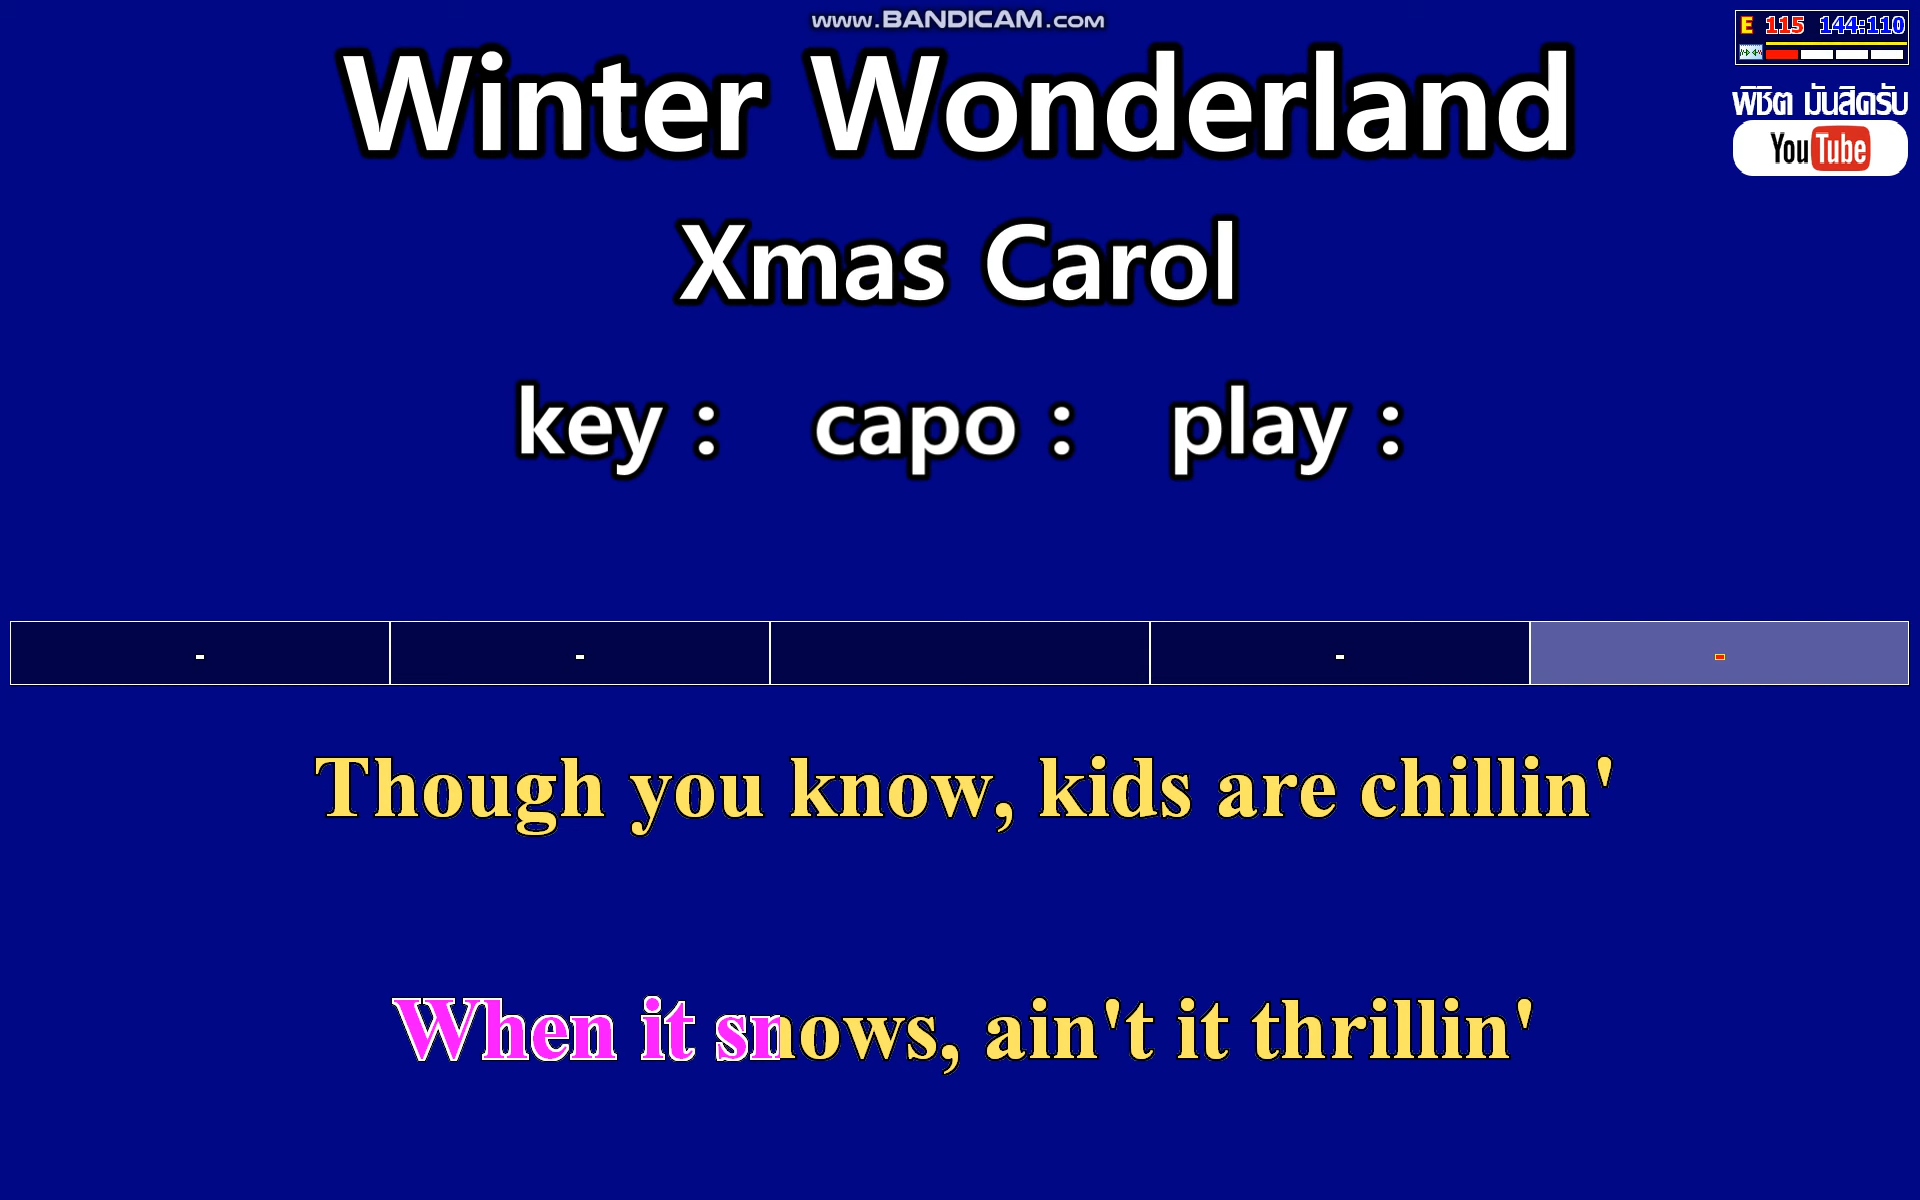 www.BANDICAM.com
E 115 144:110
Winter Wonderland
พิชิต มันสิครับ
YouTube
Xmas Carol
key : capo : play :
- - - -
Though you know, kids are chillin'
When it snows, ain't it thrillin'